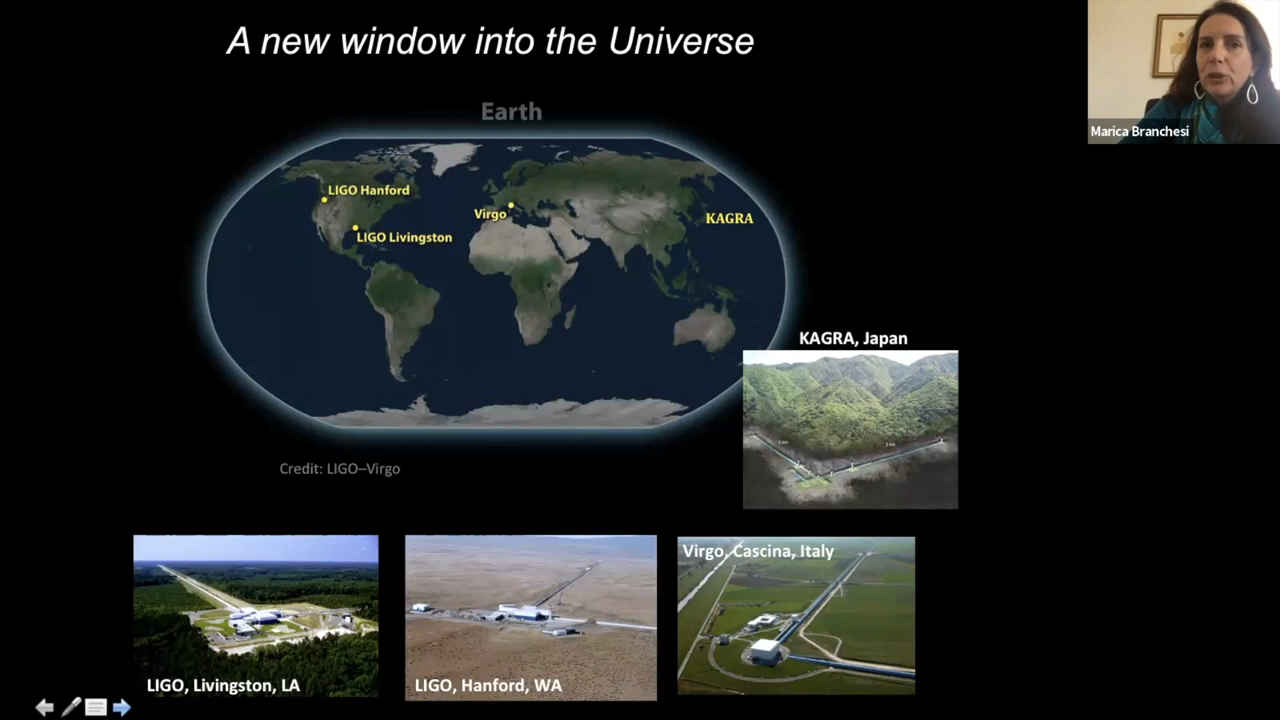 A new window into the Universe
Marica Branchesi
Earth
LIGO Hanford
Virgo
KAGRA
LIGO Livingston
KAGRA, Japan
Credit: LIGO–Virgo
Virgo, Cascina, Italy
LIGO, Livingston, LA
LIGO, Hanford, WA